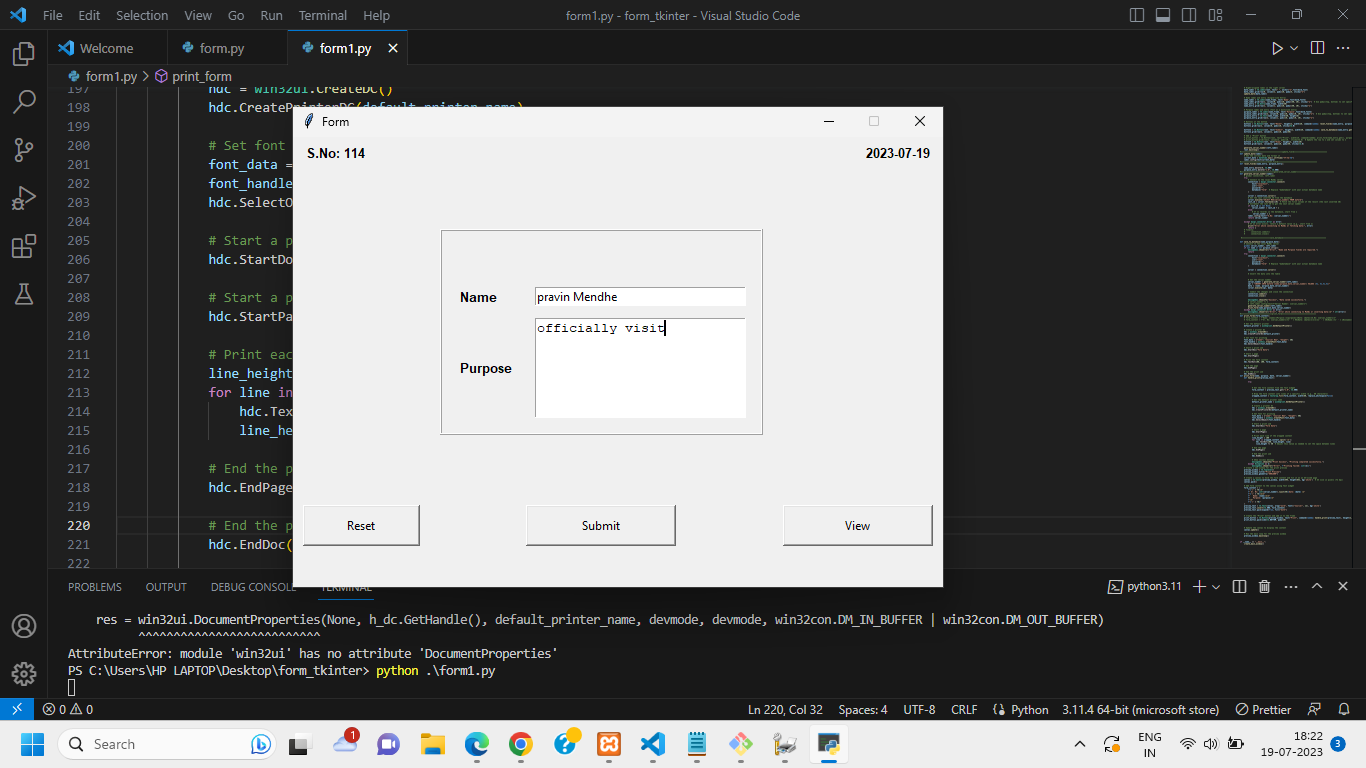 File Edit Selection View Go Run Terminal Help form1.py - form_tkinter - Visual Studio Code
Welcome form.py form1.py
form1.py > print_form
197 hdc = win32ui.CreateDC()
198 hdc.CreatePrinterDC(default_printer_name)
199
200 # Set font
201 font_data =
202 font_handle
203 hdc.SelectO
204
205 # Start a p
206 hdc.StartDo
207
208 # Start a p
209 hdc.StartPa
210
211 # Print eac
212 line_height
213 for line in
214 hdc.Tex
215 line_he
216
217 # End the p
218 hdc.EndPage
219
220 # End the p
221 hdc.EndDoc(
222
Form
S.No: 114 2023-07-19
Name pravin Mendhe
officially visit
Purpose
Reset Submit View
PROBLEMS OUTPUT DEBUG CONSOLE TERMINAL python3.11
res = win32ui.DocumentProperties(None, h_dc.GetHandle(), default_printer_name, devmode, devmode, win32con.DM_IN_BUFFER | win32con.DM_OUT_BUFFER)
^^^^^^^^^^^^^^^^^^^^^^^^^^
AttributeError: module 'win32ui' has no attribute 'DocumentProperties'
PS C:\Users\HP LAPTOP\Desktop\form_tkinter> python .\form1.py
0 0 Ln 220, Col 32 Spaces: 4 UTF-8 CRLF Python 3.11.4 64-bit (microsoft store) Prettier
Search 1 ENG 18:22
IN 19-07-2023 3